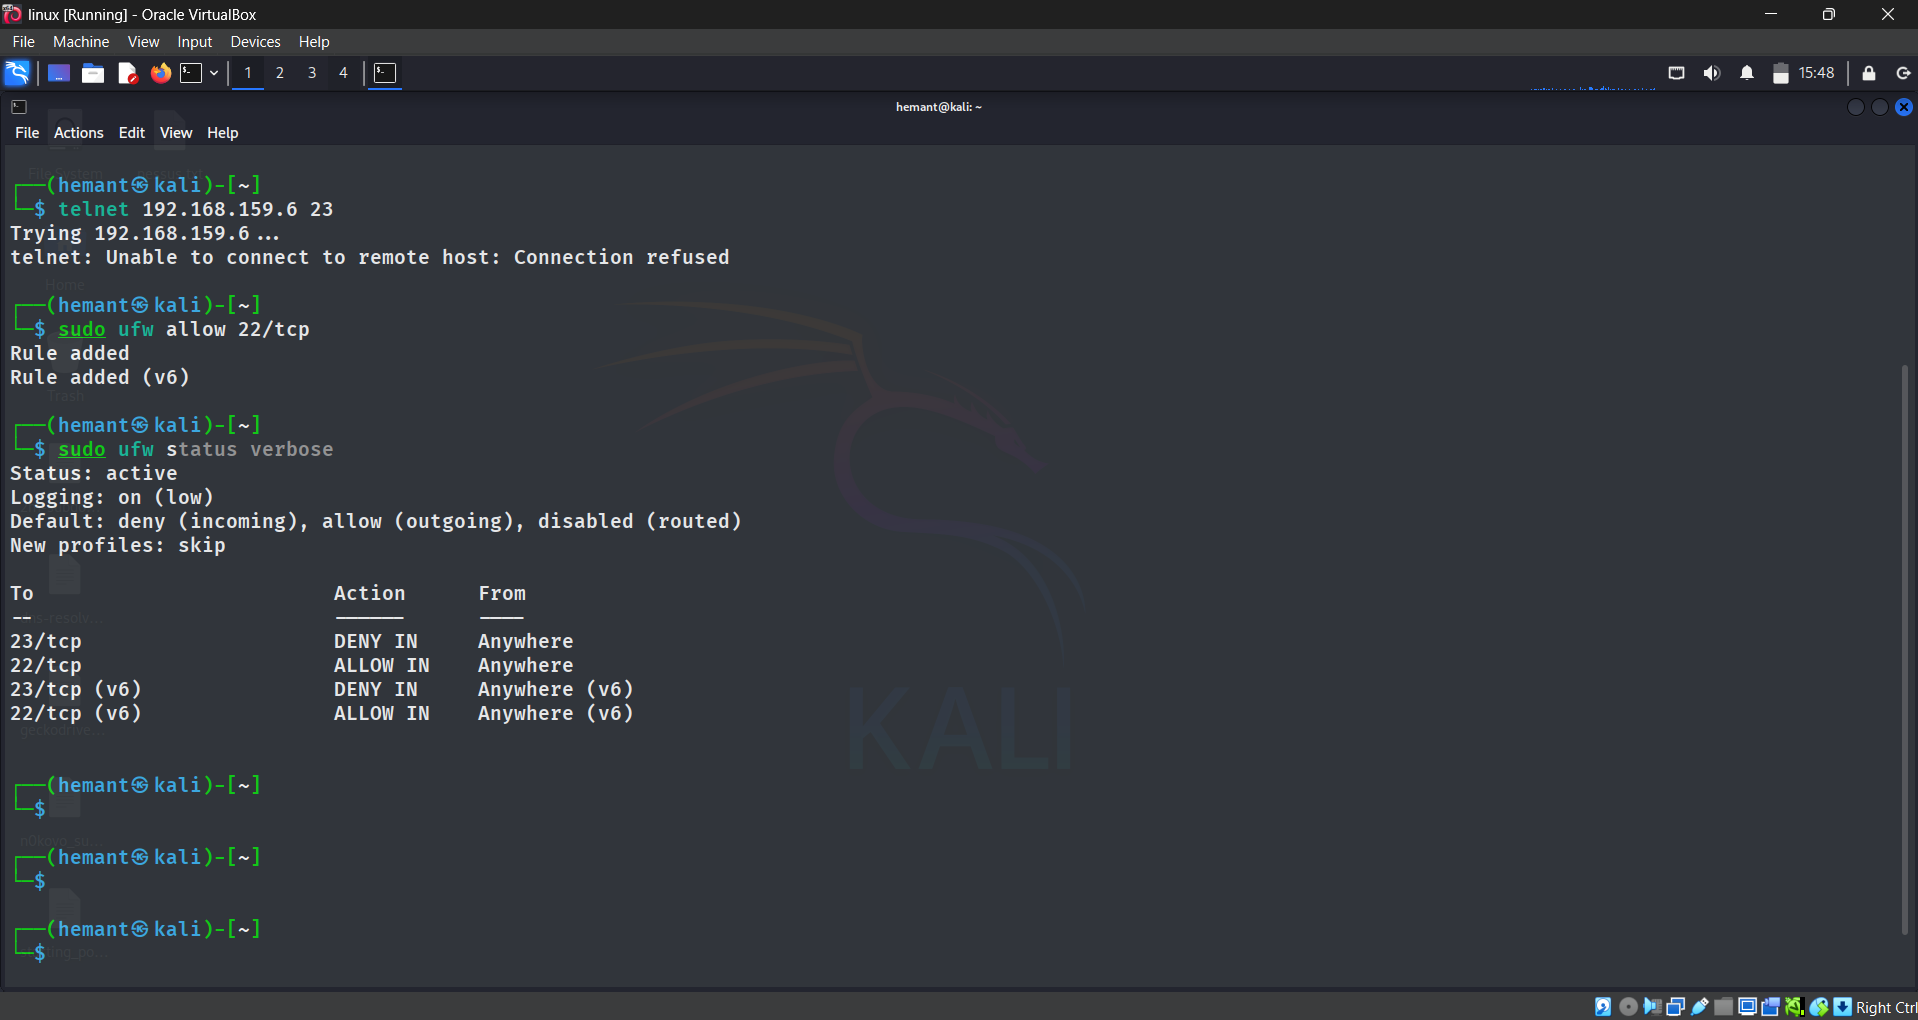 linux [Running] - Oracle VirtualBox
File Machine View Input Devices Help
1 2 3 4 15:48
hemant@kali: ~
File Actions Edit View Help
┌──(hemant㉿kali)-[~]
└─$ telnet 192.168.159.6 23
Trying 192.168.159.6 ...
telnet: Unable to connect to remote host: Connection refused
Home
┌──(hemant㉿kali)-[~]
└─$ sudo ufw allow 22/tcp
Rule added
Rule added (v6)
Trash
┌──(hemant㉿kali)-[~]
└─$ sudo ufw status verbose
Status: active
Logging: on (low)
Default: deny (incoming), allow (outgoing), disabled (routed)
New profiles: skip
To Action From
-- ------ ----
23/tcp DENY IN Anywhere
22/tcp ALLOW IN Anywhere
23/tcp (v6) DENY IN Anywhere (v6)
22/tcp (v6) ALLOW IN Anywhere (v6)
geckodrive...
KALI
┌──(hemant㉿kali)-[~]
└─$
┌──(hemant㉿kali)-[~]
└─$
┌──(hemant㉿kali)-[~]
└─$
Right Ctrl